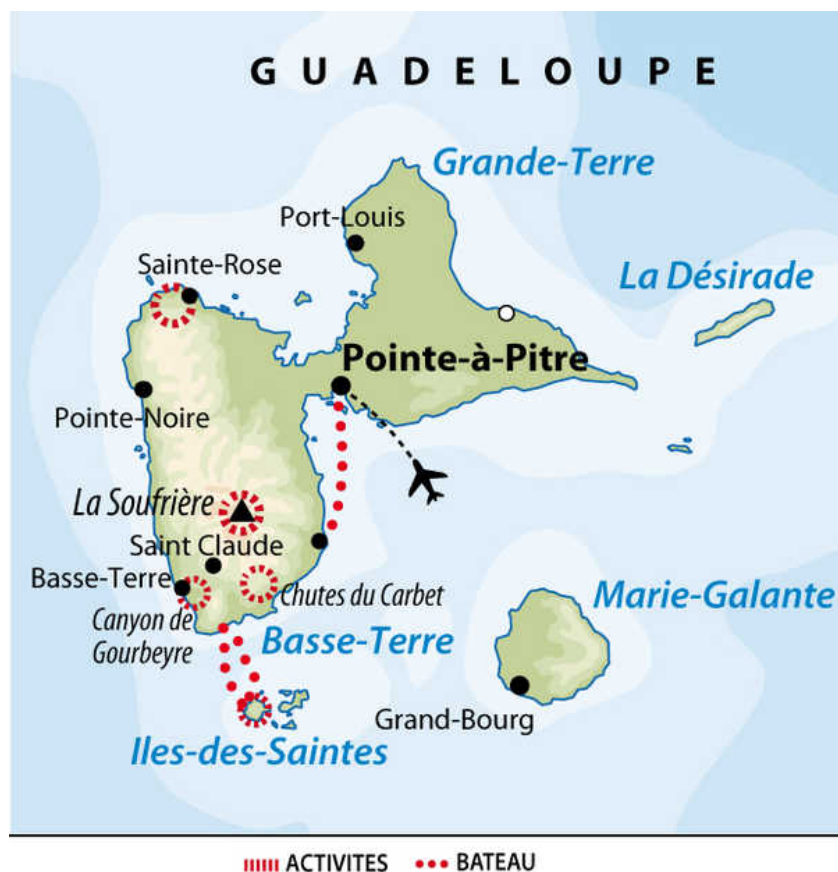 GUADELOUPE
Grande-Terre
Port-Louis
Sainte-Rose
La Désirade
Pointe-à-Pitre
Pointe-Noire
La Soufrière
Saint Claude
Basse-Terre
Chutes du Carbet
Marie-Galante
Canyon de
Gourbeyre
Basse-Terre
Grand-Bourg
Iles-des-Saintes
ACTIVITES
BATEAU